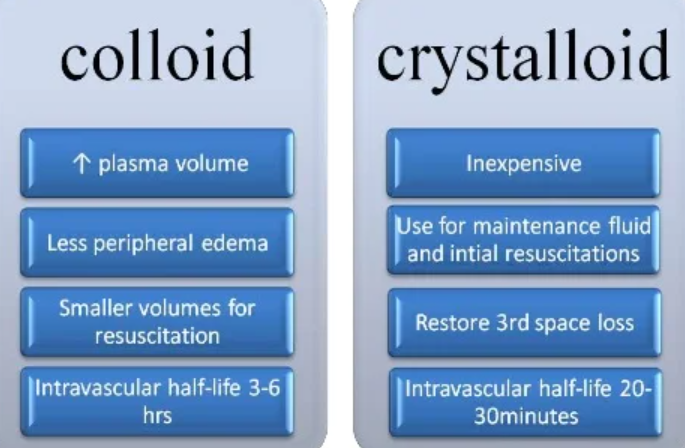 colloid
↑ plasma volume
Less peripheral edema
Smaller volumes for
resuscitation
Intravascular half-life 3-6
hrs
crystalloid
Inexpensive
Use for maintenance fluid
and intial resuscitations
Restore 3rd space loss
Intravascular half-life 20-
30minutes